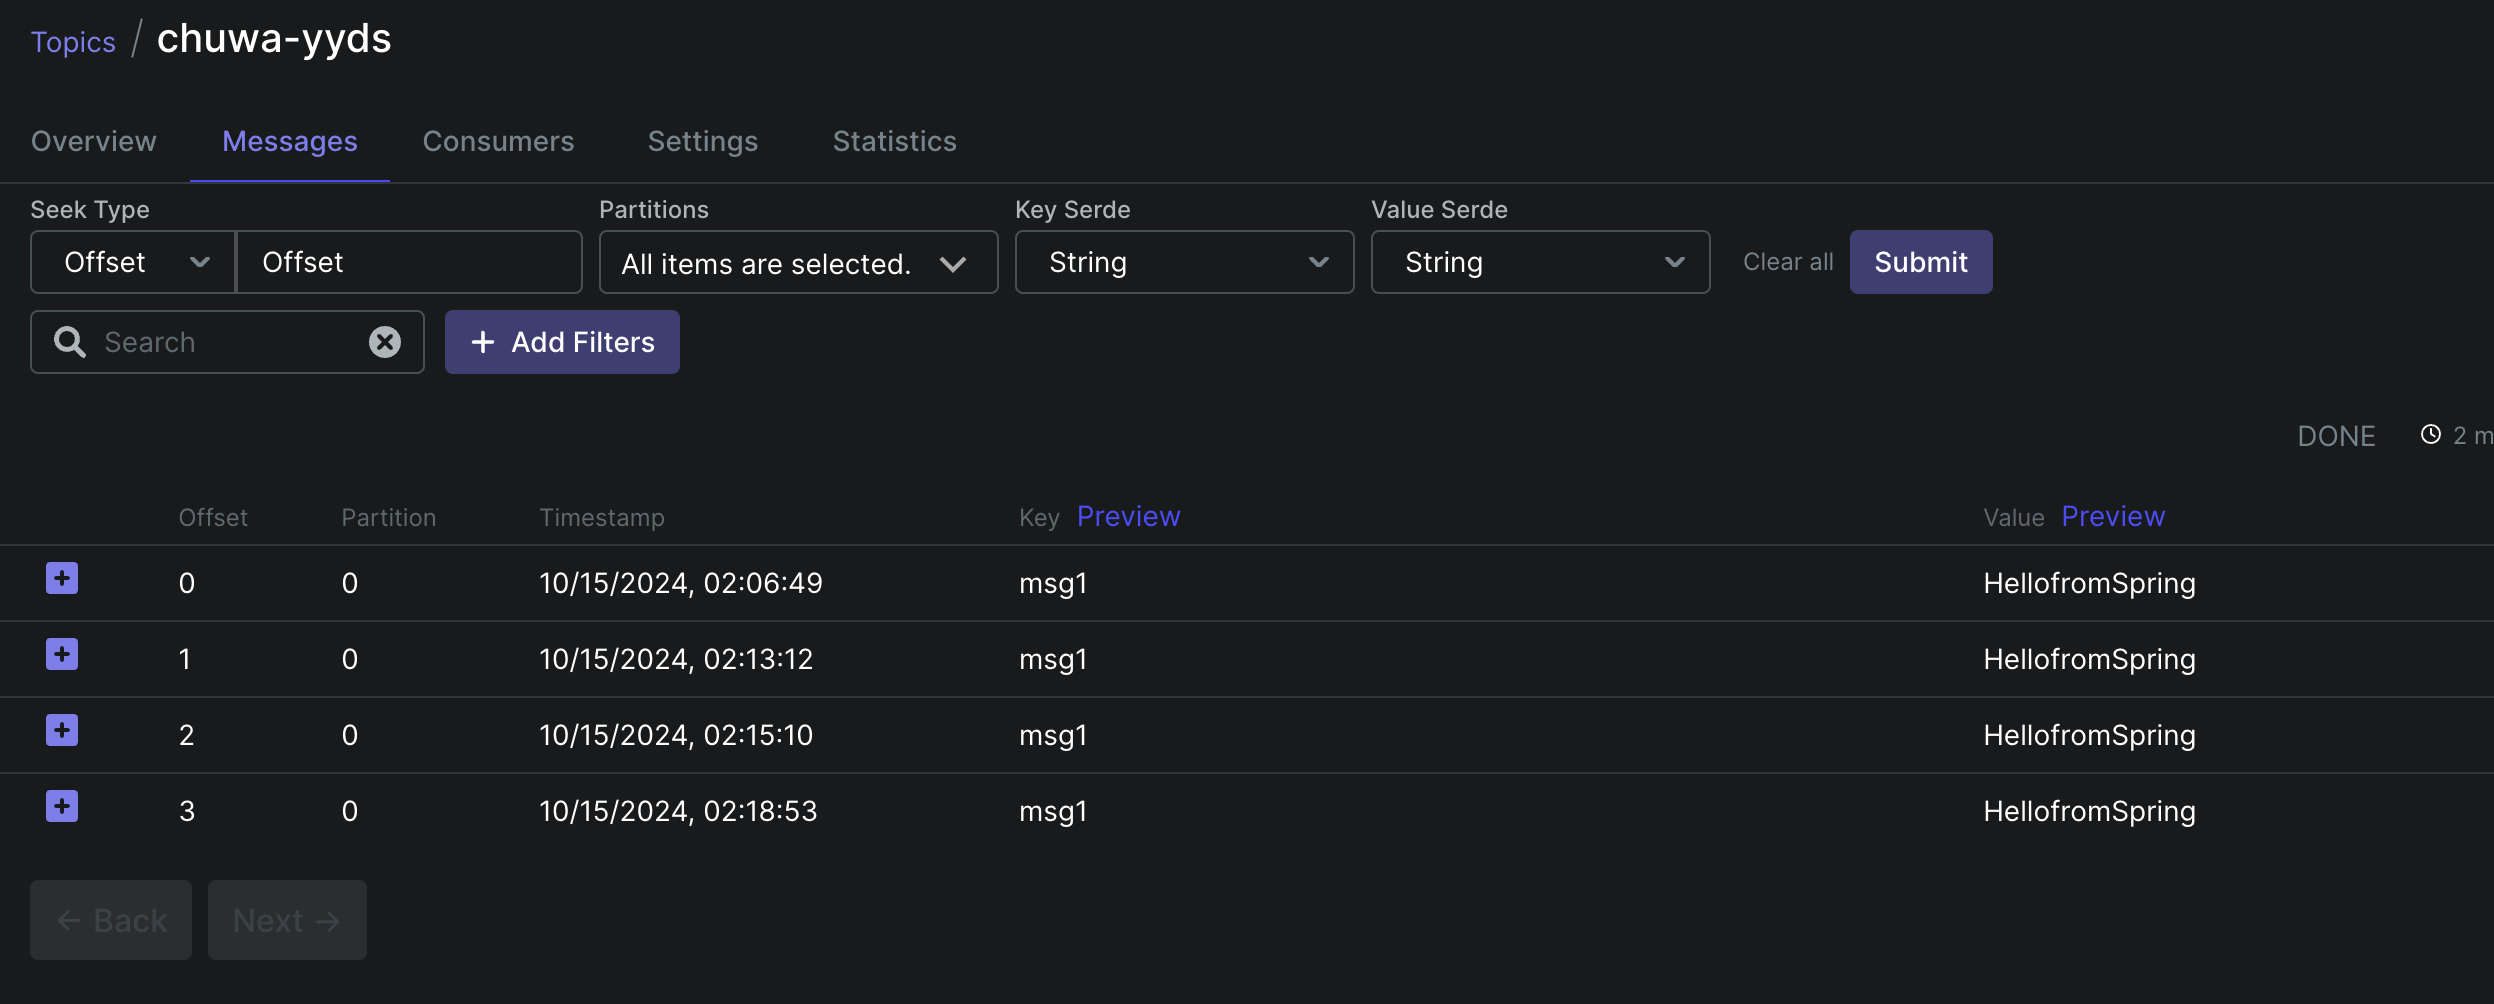 Topics / chuwa-yyds
Overview Messages Consumers Settings Statistics
Seek Type Partitions Key Serde Value Serde
Offset Offset All items are selected. String String Clear all Submit
Search + Add Filters
DONE 2 m
Offset Partition Timestamp Key Preview Value Preview
0 0 10/15/2024, 02:06:49 msg1 HellofromSpring
1 0 10/15/2024, 02:13:12 msg1 HellofromSpring
2 0 10/15/2024, 02:15:10 msg1 HellofromSpring
3 0 10/15/2024, 02:18:53 msg1 HellofromSpring
← Back Next →